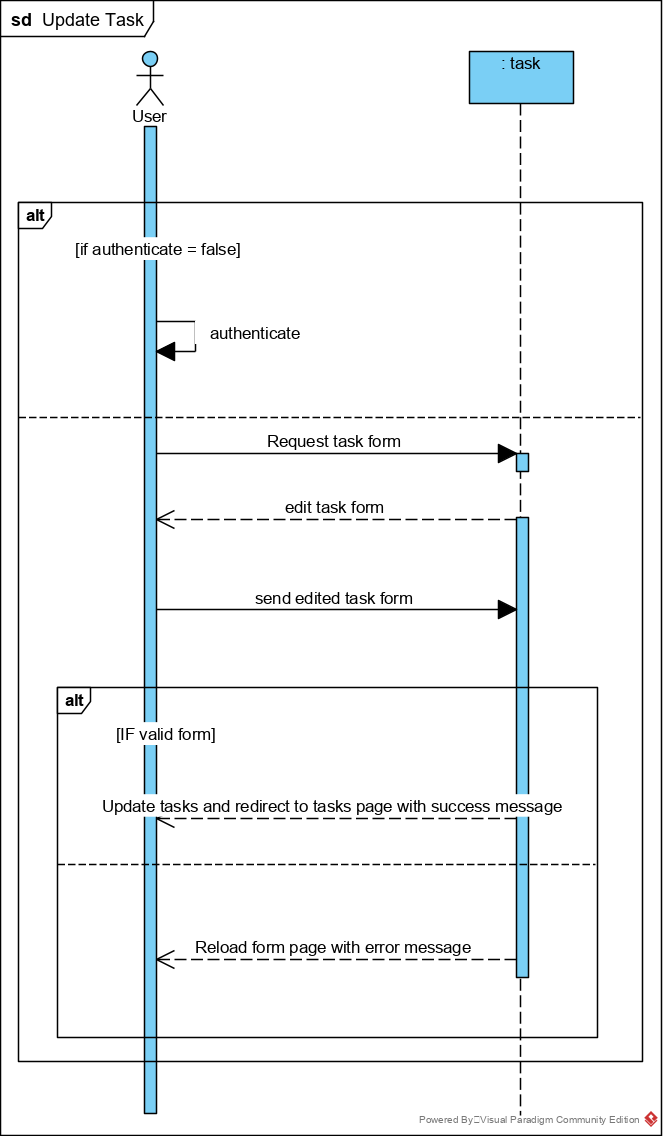 sd Update Task
: task
User
alt
[if authenticate = false]
authenticate
Request task form
edit task form
send edited task form
alt
[IF valid form]
Update tasks and redirect to tasks page with success message
Reload form page with error message
Powered By Visual Paradigm Community Edition